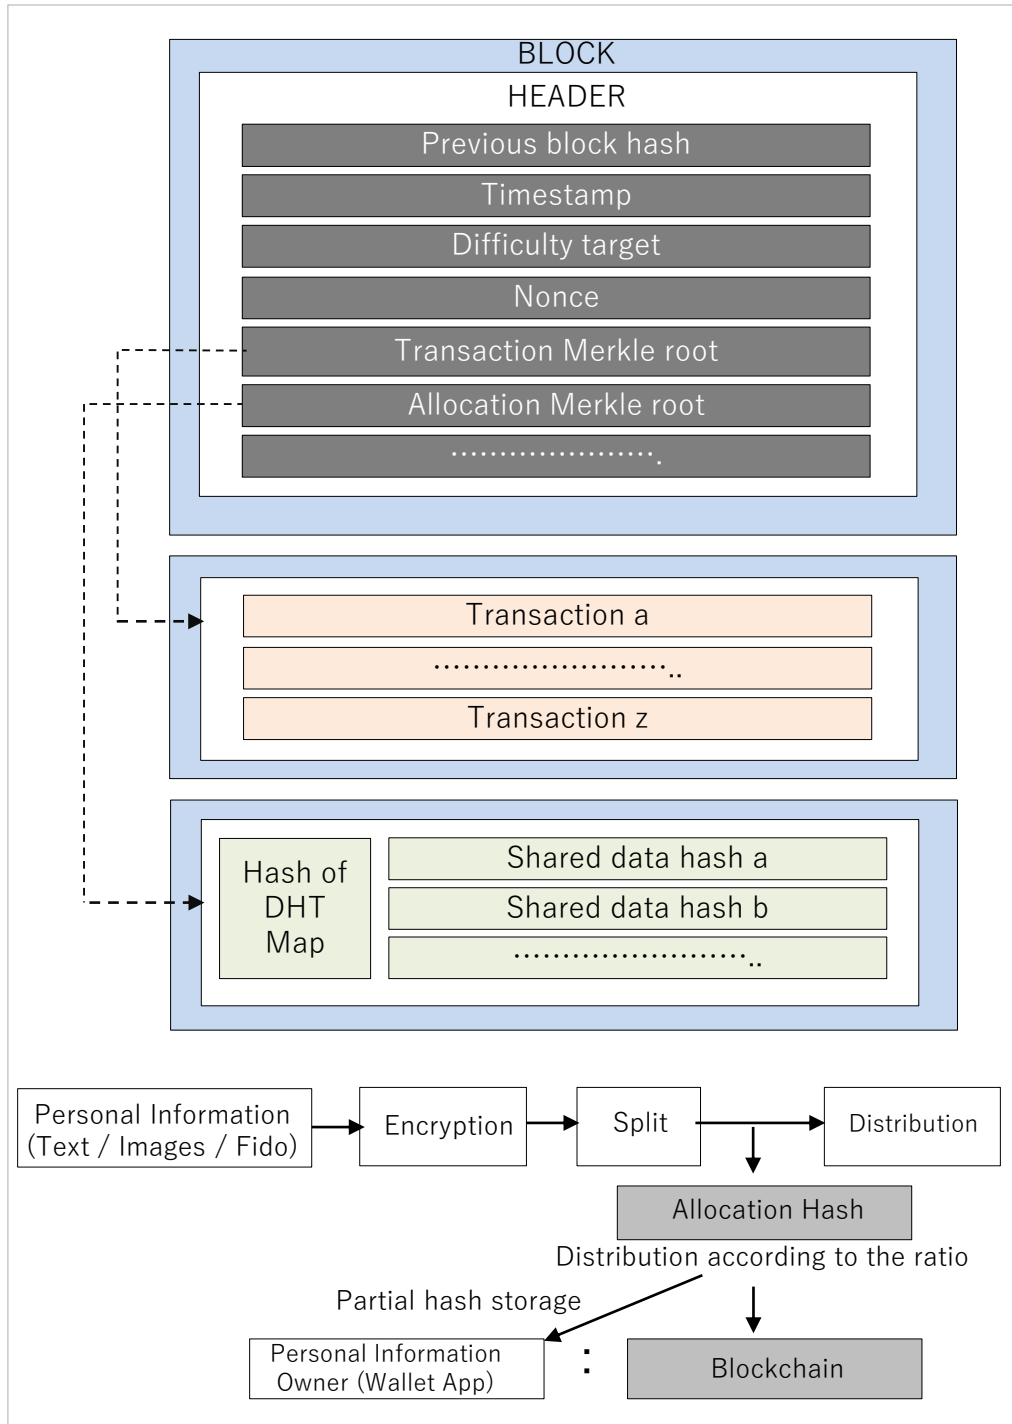 BLOCK
HEADER
Previous block hash
Timestamp
Difficulty target
Nonce
Transaction Merkle root
Allocation Merkle root
…………………….
Transaction a
……………………..
Transaction z
Hash of
DHT
Map
Shared data hash a
Shared data hash b
……………………..
Personal Information
(Text / Images / Fido)
Encryption
Split
Distribution
Allocation Hash
Distribution according to the ratio
Partial hash storage
Personal Information
Owner (Wallet App)
:
Blockchain